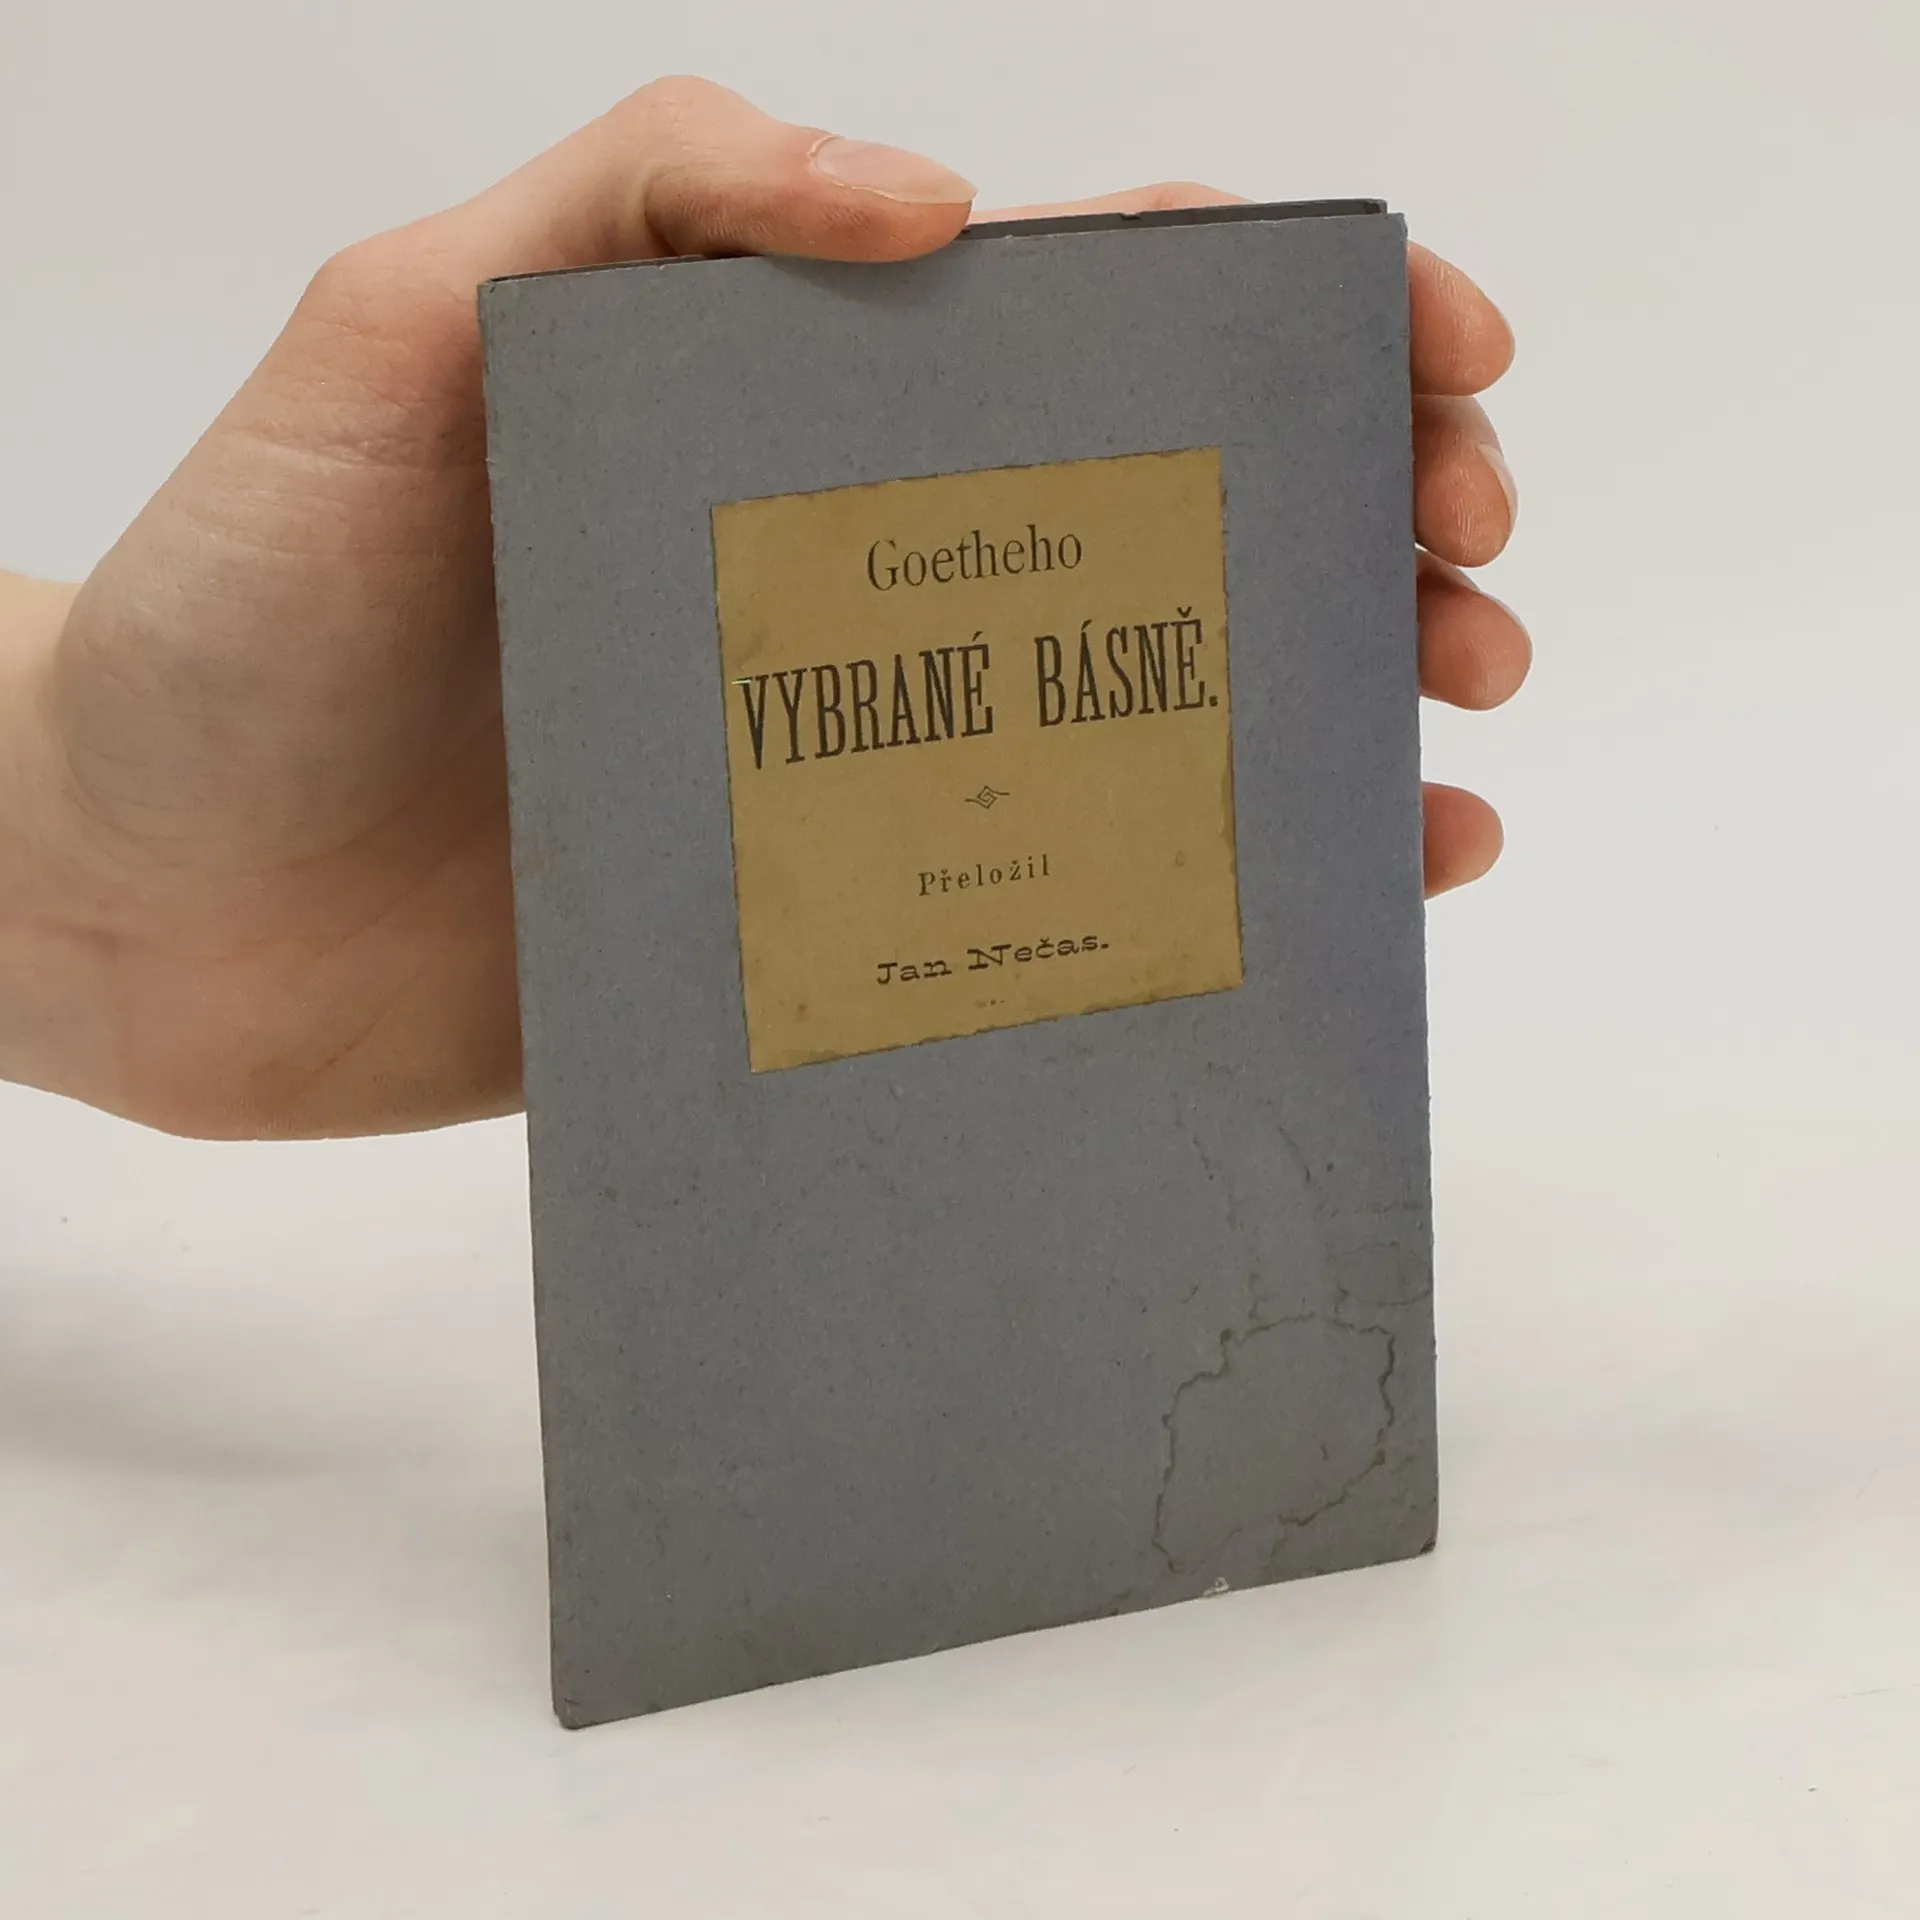 Goetheho
VYBRANÉ BÁSNĚ.
Přeložil
Jan Nečas.